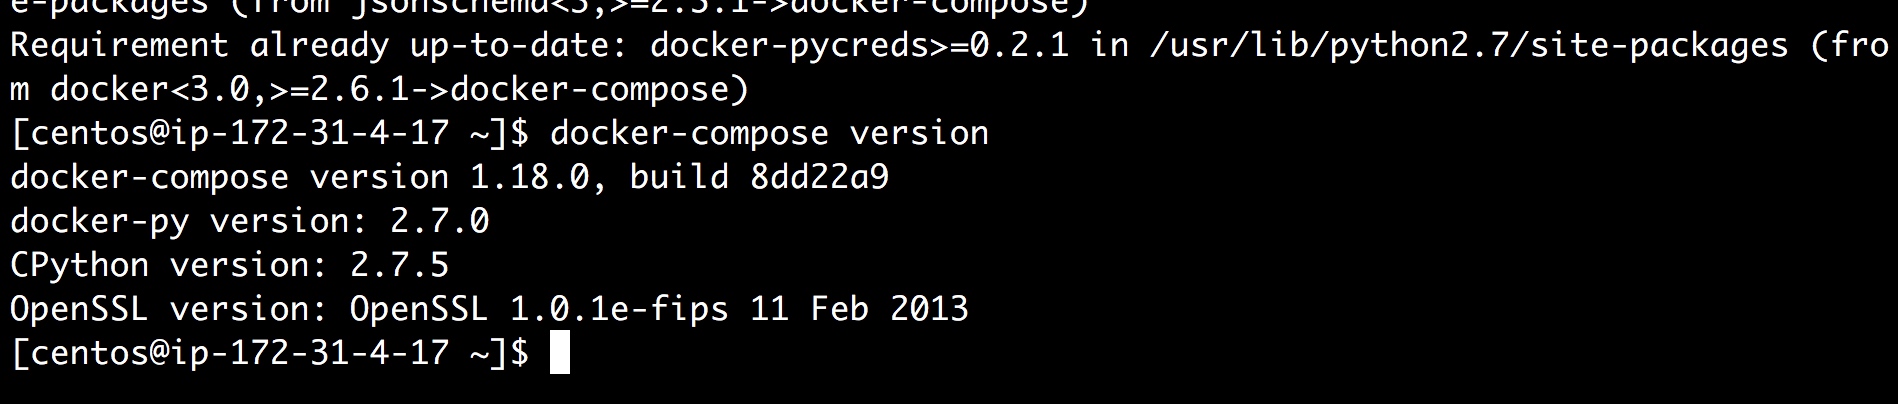 e-packages (from jsonschema<3,>=2.5.1->docker-compose)
Requirement already up-to-date: docker-pycreds>=0.2.1 in /usr/lib/python2.7/site-packages (fro
m docker<3.0,>=2.6.1->docker-compose)
[centos@ip-172-31-4-17 ~]$ docker-compose version
docker-compose version 1.18.0, build 8dd22a9
docker-py version: 2.7.0
CPython version: 2.7.5
OpenSSL version: OpenSSL 1.0.1e-fips 11 Feb 2013
[centos@ip-172-31-4-17 ~]$